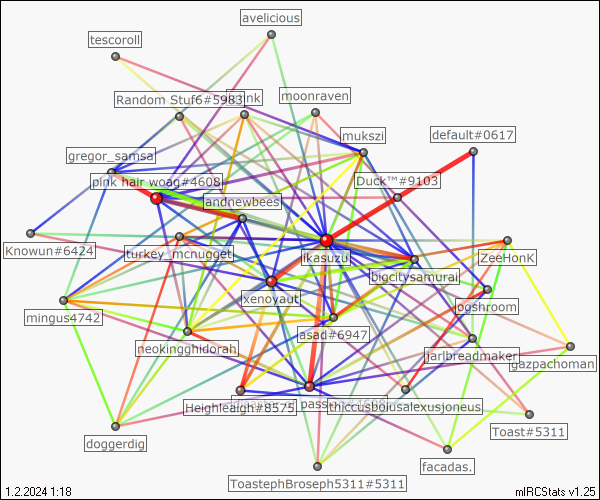 avelicious
tescoroll
moonraven
Random Stuf6#5983
mukszi
default#0617
gregor_samsa
pink hair woag#4608
Duck™#9103
andnewbees
Knowun#6424
turkey_mcnugget
ikasuzu
ZeeHonK
bigcitysamurai
xenoyaut
ogshroom
mingus4742
asad#6947
neokingghidorah
jarlbreadmaker
gazpachoman
Heighleaigh#8575
thiccusboiusalexusjoneus
doggerdig
Toast#5311
facadas.
ToastephBroseph5311#5311
1.2.2024 1:18
mIRCStats v1.25